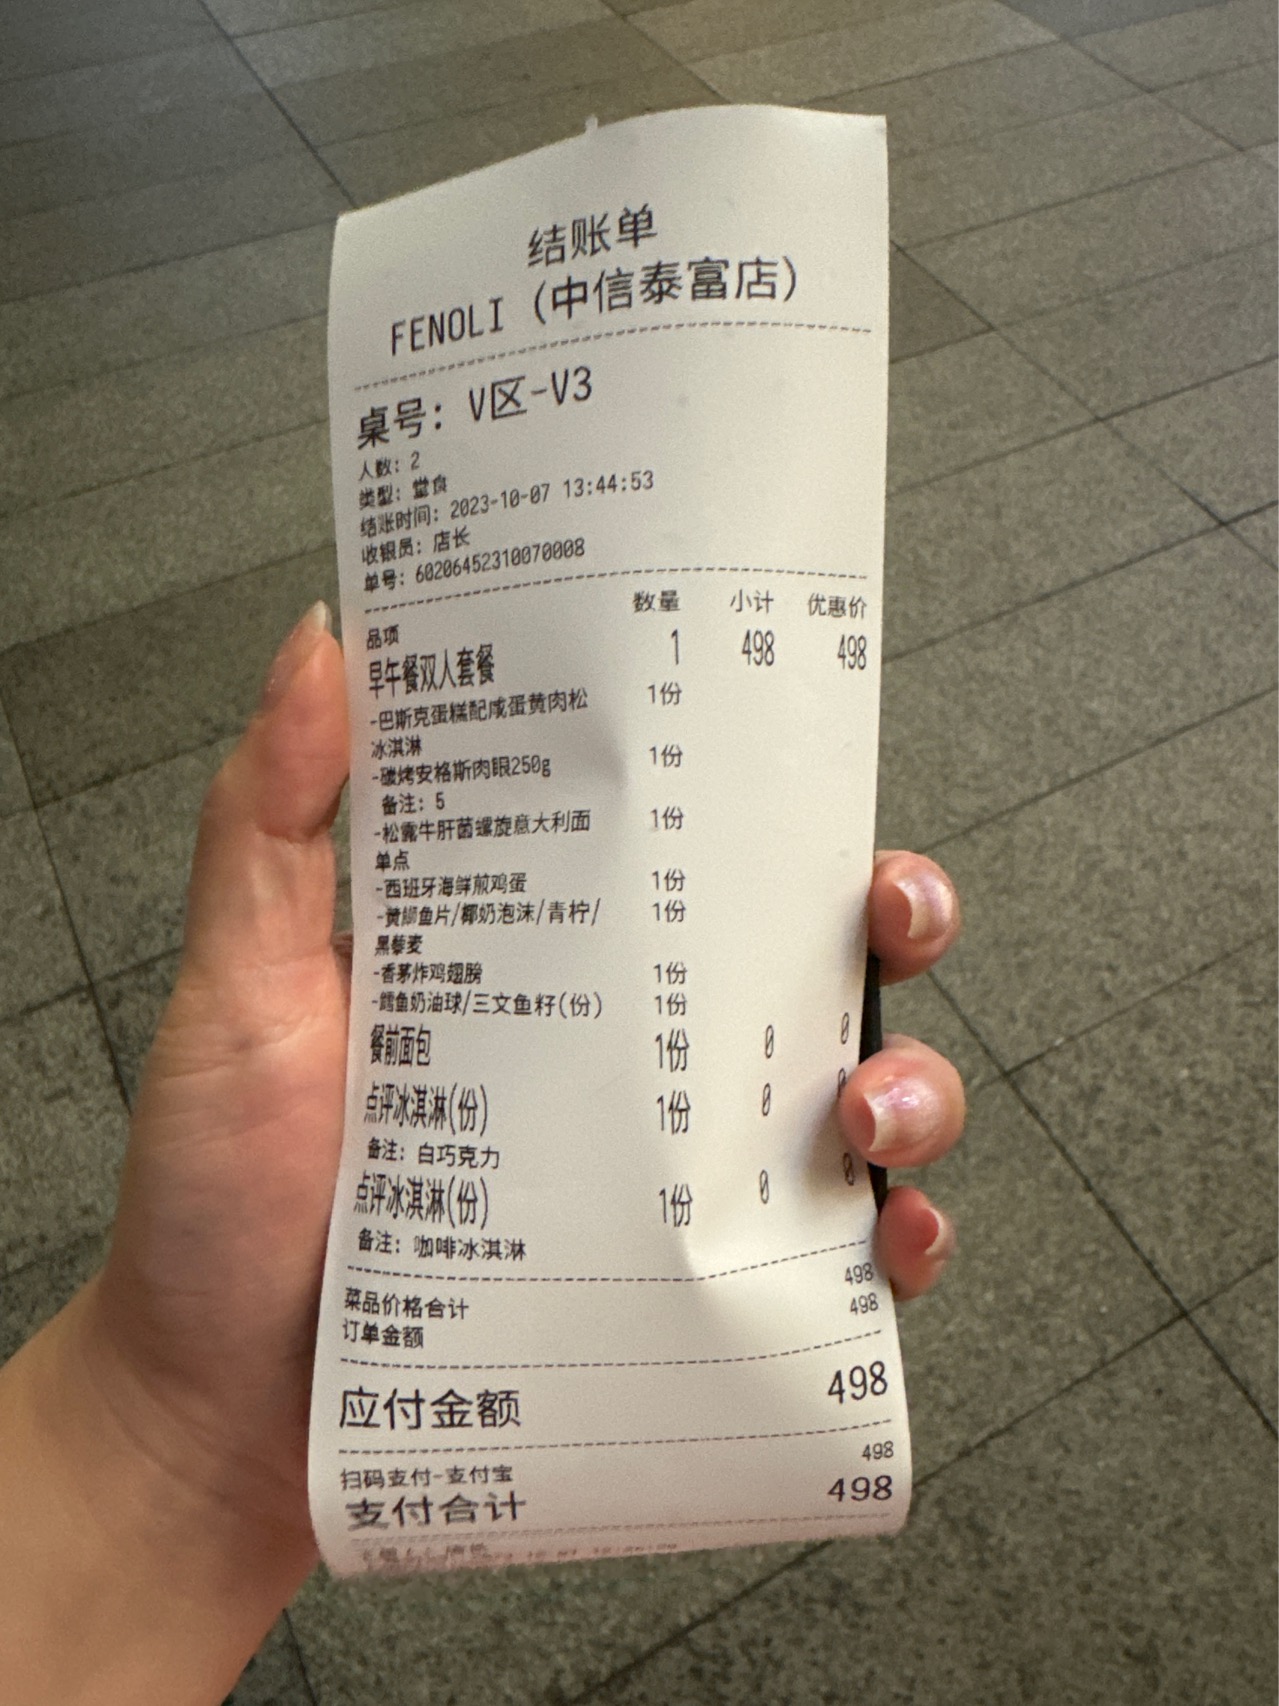 结账单
FENOLI (中信泰富店)
桌号: V区-V3
人数: 2
类型: 堂食
结账时间: 2023-10-07 13:44:53
收银员: 店长
单号: 60206452310070008
品项 数量 小计 优惠价
早午餐双人套餐 1 498 498
-巴斯克蛋糕配咸蛋黄肉松 1份
冰淇淋
-碳烤安格斯肉眼250g 1份
备注: 5
-松露牛肝菌螺旋意大利面 1份
单点
-西班牙海鲜煎鸡蛋 1份
-黄鰤鱼片/椰奶泡沫/青柠/ 1份
黑藜麦
-香茅炸鸡翅膀 1份
-鳕鱼奶油球/三文鱼籽(份) 1份
餐前面包 1份 0 0
点评冰淇淋(份) 1份 0 0
备注: 白巧克力
点评冰淇淋(份) 1份 0 0
备注: 咖啡冰淇淋
菜品价格合计 498
订单金额 498
应付金额 498
扫码支付-支付宝 498
支付合计 498